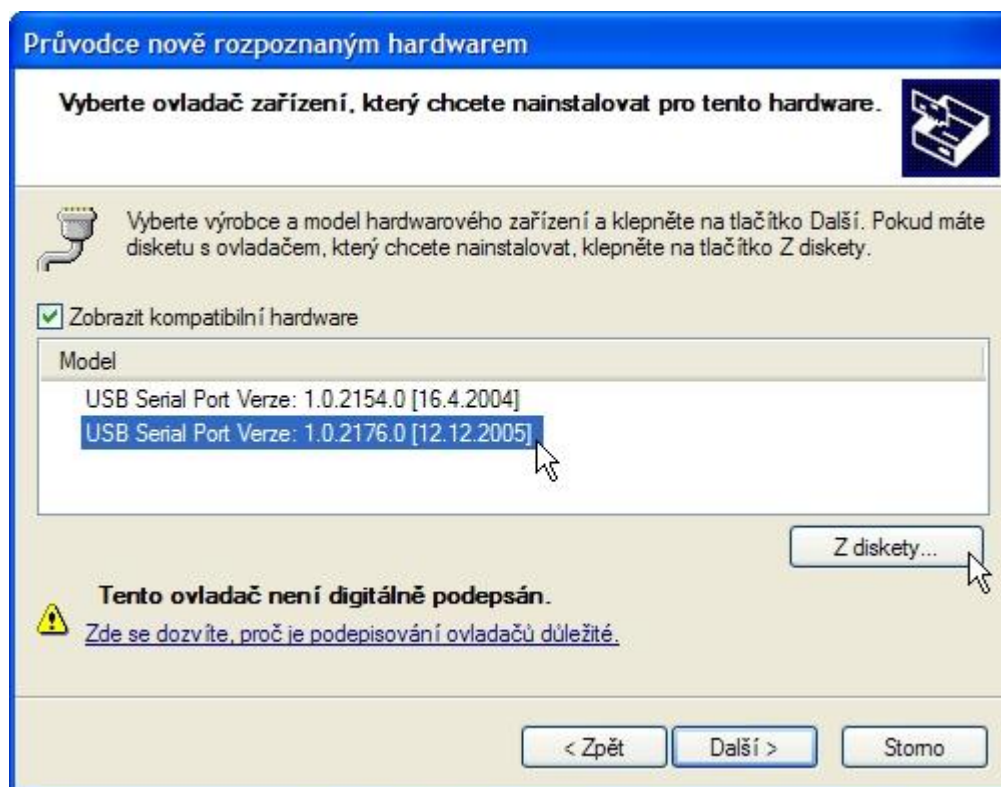 Průvodce nově rozpoznaným hardwarem
Vyberte ovladač zařízení, který chcete nainstalovat pro tento hardware.
Vyberte výrobce a model hardwarového zařízení a klepněte na tlačítko Další. Pokud máte
disketu s ovladačem, který chcete nainstalovat, klepněte na tlačítko Z diskety.
Zobrazit kompatibilní hardware
Model
USB Serial Port Verze: 1.0.2154.0 [16.4.2004]
USB Serial Port Verze: 1.0.2176.0 [12.12.2005]
Z diskety...
Tento ovladač není digitálně podepsán.
Zde se dozvíte, proč je podepisování ovladačů důležité.
< Zpět
Další >
Storno